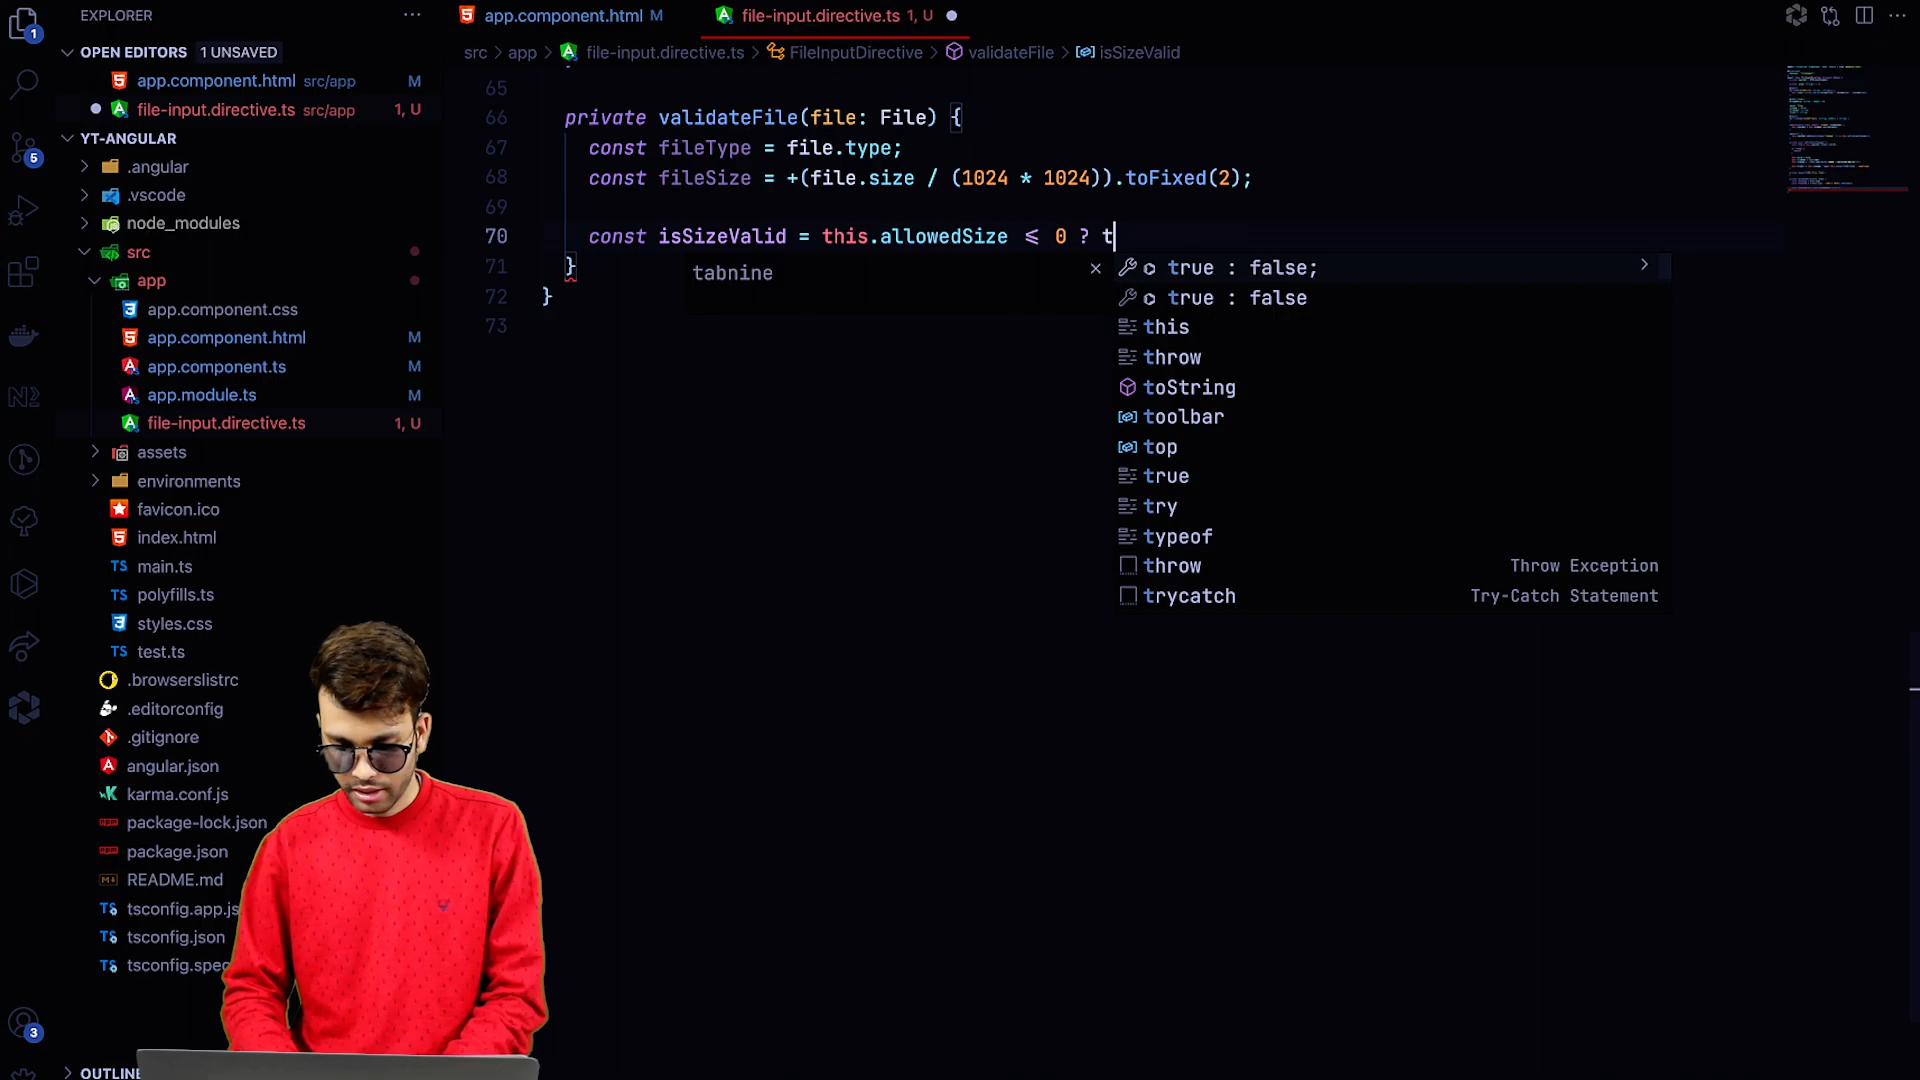 EXPLORER
OPEN EDITORS 1 UNSAVED
app.component.html src/app M
file-input.directive.ts src/app 1, U
YT-ANGULAR
.angular
.vscode
node_modules
src
app
app.component.css
app.component.html M
app.component.ts M
app.module.ts M
file-input.directive.ts 1, U
assets
environments
favicon.ico
index.html
main.ts
polyfills.ts
styles.css
test.ts
.browserslistrc
.editorconfig
.gitignore
angular.json
karma.conf.js
package-lock.json
package.json
README.md
tsconfig.app.js
tsconfig.json
tsconfig.spec
OUTLINE
1
5
3
app.component.html M
file-input.directive.ts 1, U
src > app > file-input.directive.ts > FileInputDirective > validateFile > isSizeValid
65
66 private validateFile(file: File) {
67 const fileType = file.type;
68 const fileSize = +(file.size / (1024 * 1024)).toFixed(2);
69
70 const isSizeValid = this.allowedSize <= 0 ? t
71 }
72 }
73
tabnine
true : false;
true : false
this
throw
toString
toolbar
top
true
try
typeof
throw Throw Exception
trycatch Try-Catch Statement